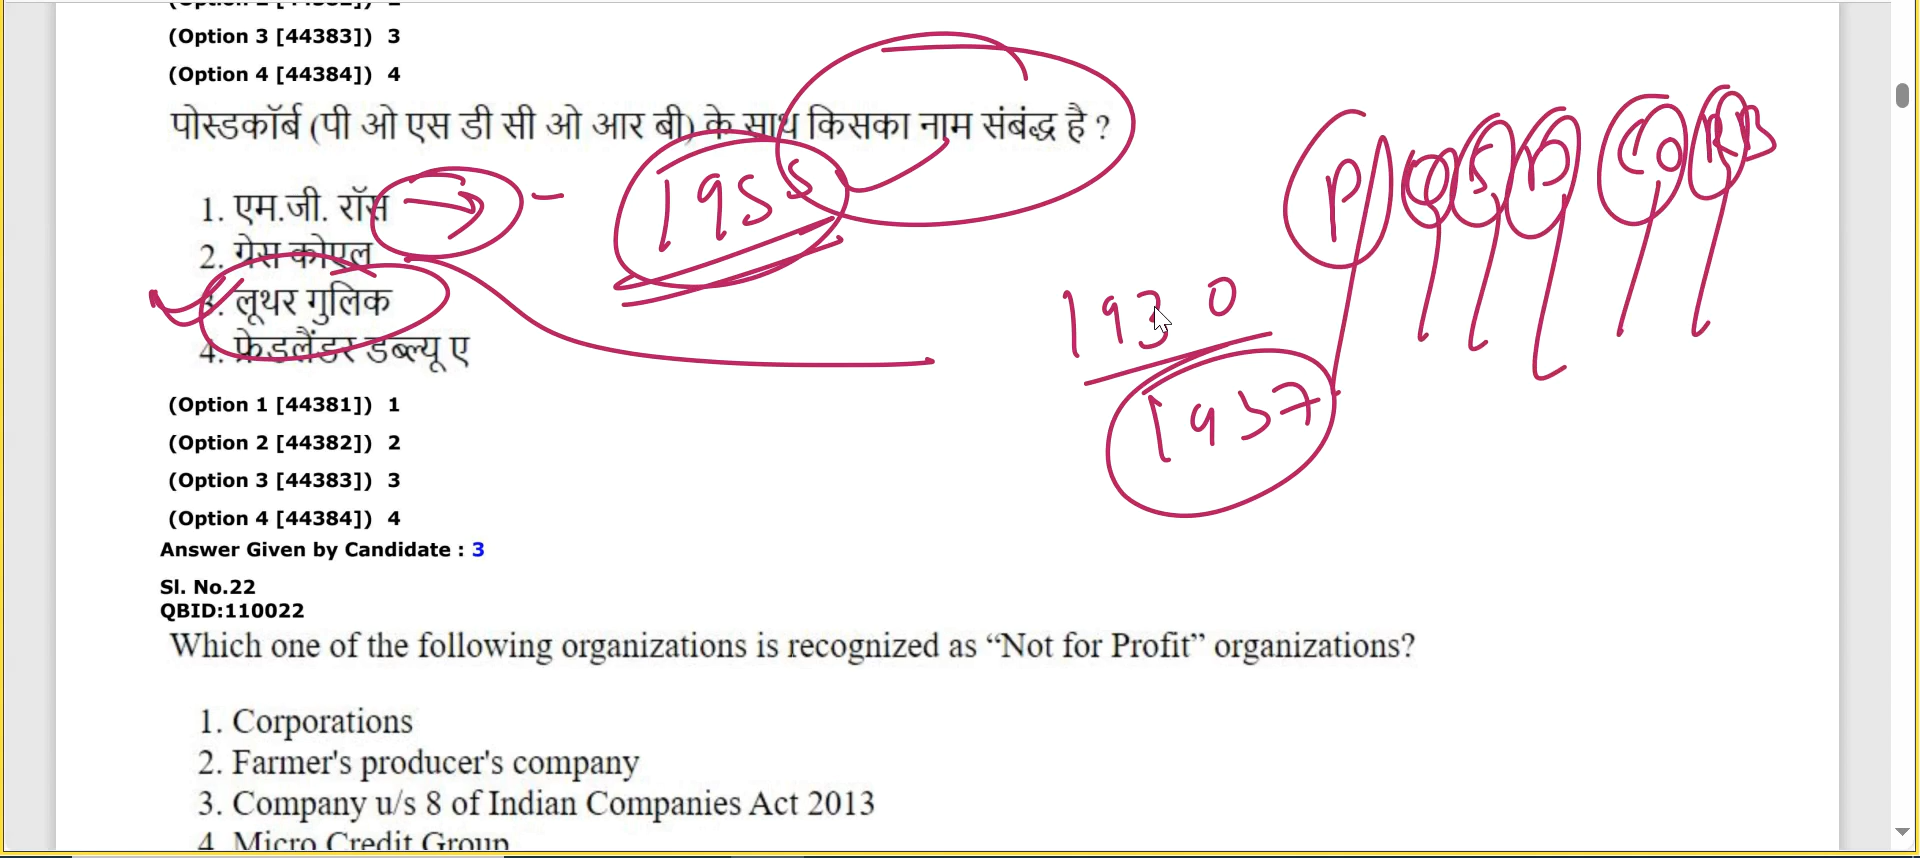 (Option 3 [44383]) 3
(Option 4 [44384]) 4
पोस्डकॉर्ब (पी ओ एस डी सी ओ आर बी) के साथ किसका नाम संबंद्ध है ?
1. एम.जी. रॉस
2. ग्रेस कोएल
3. लूथर गुलिक
4. फ्रेडलैंडर डब्ल्यू ए
1955
P O S D CO R B
1930
1937
(Option 1 [44381]) 1
(Option 2 [44382]) 2
(Option 3 [44383]) 3
(Option 4 [44384]) 4
Answer Given by Candidate : 3
Sl. No.22
QBID:110022
Which one of the following organizations is recognized as “Not for Profit” organizations?
1. Corporations
2. Farmer's producer's company
3. Company u/s 8 of Indian Companies Act 2013
4. Micro Credit Group